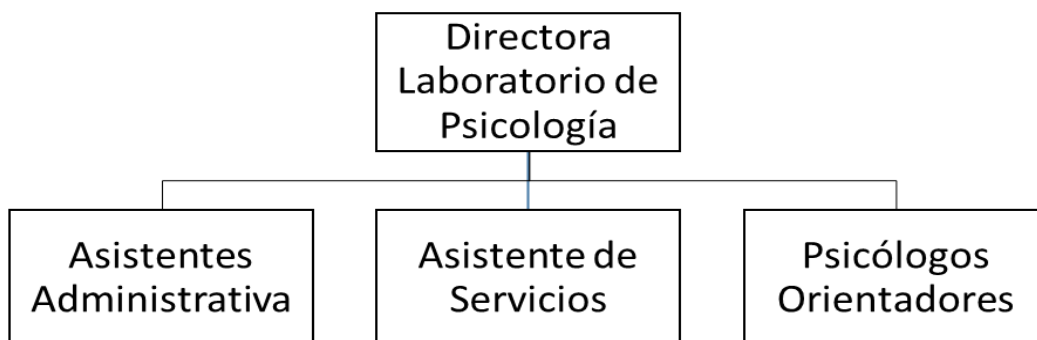 Directora
Laboratorio de
Psicología
Asistentes
Administrativa
Asistente de
Servicios
Psicólogos
Orientadores